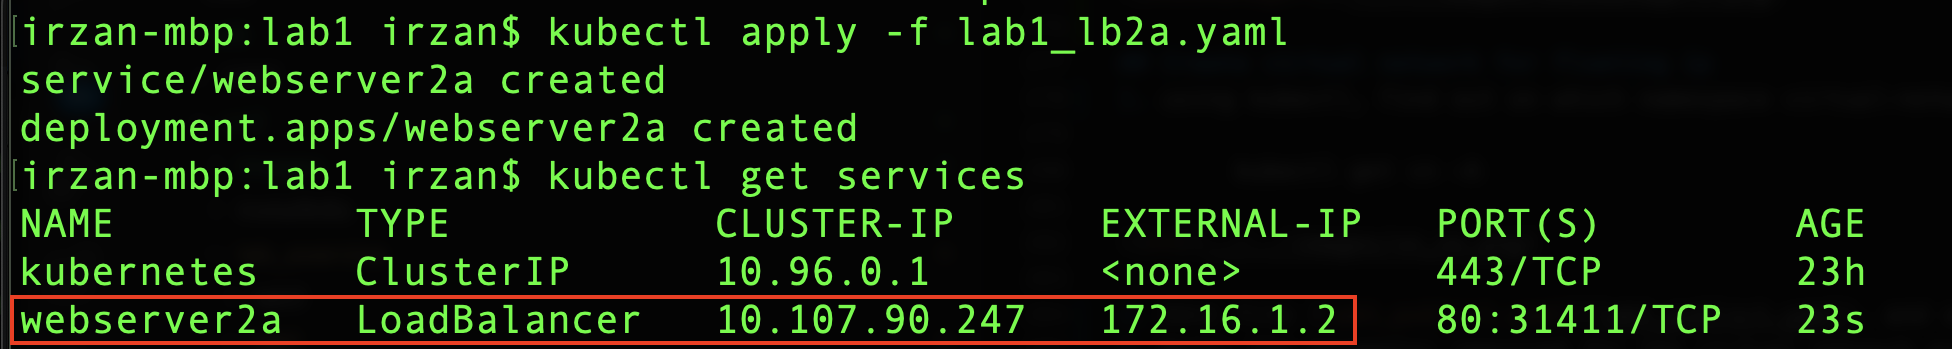 irzan-mbp:lab1 irzan$ kubectl apply -f lab1_lb2a.yaml
service/webserver2a created
deployment.apps/webserver2a created
irzan-mbp:lab1 irzan$ kubectl get services
NAME TYPE CLUSTER-IP EXTERNAL-IP PORT(S) AGE
kubernetes ClusterIP 10.96.0.1 <none> 443/TCP 23h
webserver2a LoadBalancer 10.107.90.247 172.16.1.2 80:31411/TCP 23s